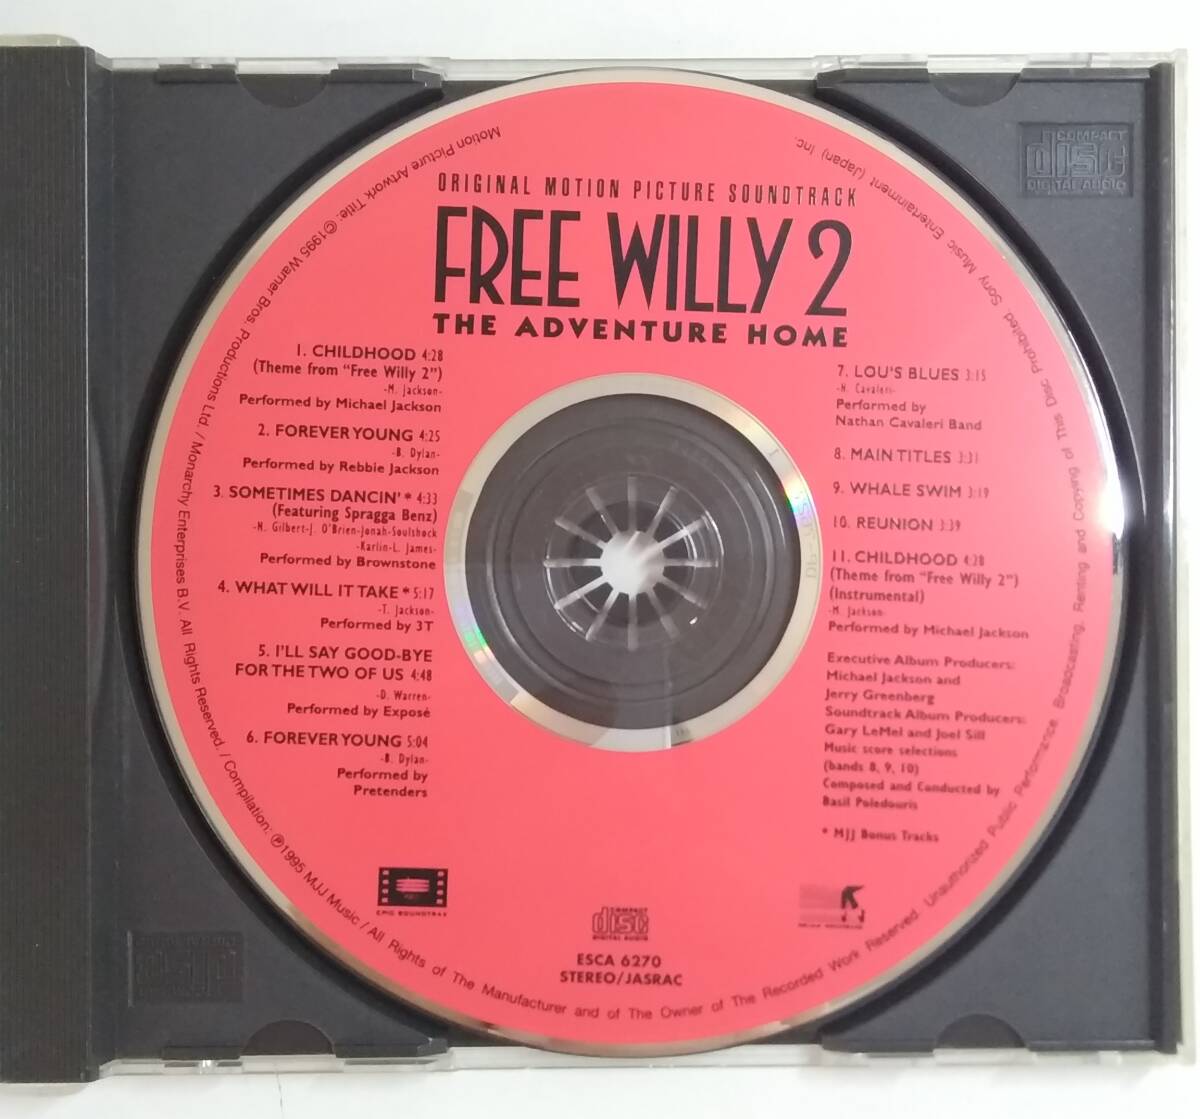 ORIGINAL MOTION PICTURE SOUNDTRACK
FREE WILLY 2
THE ADVENTURE HOME
1. CHILDHOOD 4:28
(Theme from "Free Willy 2")
-M. Jackson-
Performed by Michael Jackson
2. FOREVER YOUNG 4:25
-B. Dylan-
Performed by Rebbie Jackson
3. SOMETIMES DANCIN' * 4:33
(Featuring Spragga Benz)
-N. Gilbert-J. O'Brien-Jonah-Soulshock
-Karlin-L. James-
Performed by Brownstone
4. WHAT WILL IT TAKE * 5:17
-T. Jackson-
Performed by 3T
5. I'LL SAY GOOD-BYE
FOR THE TWO OF US 4:48
-D. Warren-
Performed by Exposé
6. FOREVER YOUNG 5:04
-B. Dylan-
Performed by
Pretenders
7. LOU'S BLUES 3:15
-N. Cavaleri-
Performed by
Nathan Cavaleri Band
8. MAIN TITLES 3:31
9. WHALE SWIM 3:19
10. REUNION 3:39
11. CHILDHOOD 4:28
(Theme from "Free Willy 2")
(Instrumental)
-M. Jackson-
Performed by Michael Jackson
Executive Album Producers:
Michael Jackson and
Jerry Greenberg
Soundtrack Album Producers:
Gary LeMel and Joel Sill
Music score selections
(bands 8, 9, 10)
Composed and Conducted by
Basil Poledouris
* MJJ Bonus Tracks
EPIC SOUNDTRAX
COMPACT
disc
DIGITAL AUDIO
ESCA 6270
STEREO/JASRAC
Motion Picture Artwork Title: ©1995 Warner Bros. Productions Ltd. / Monarchy Enterprises B.V. All Rights Reserved. / Compilation: ℗1995 MJJ Music / All Rights of The Manufacturer and of The Owner of The Recorded Work Reserved. Unauthorized Public Performance, Broadcasting, Renting and Copying of This Disc Prohibited. Sony Music Entertainment (Japan) Inc.
COMPACT
disc
DIGITAL AUDIO